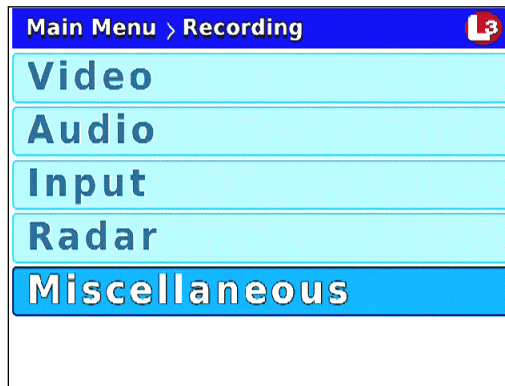 Main Menu > Recording L3
Video
Audio
Input
Radar
Miscellaneous